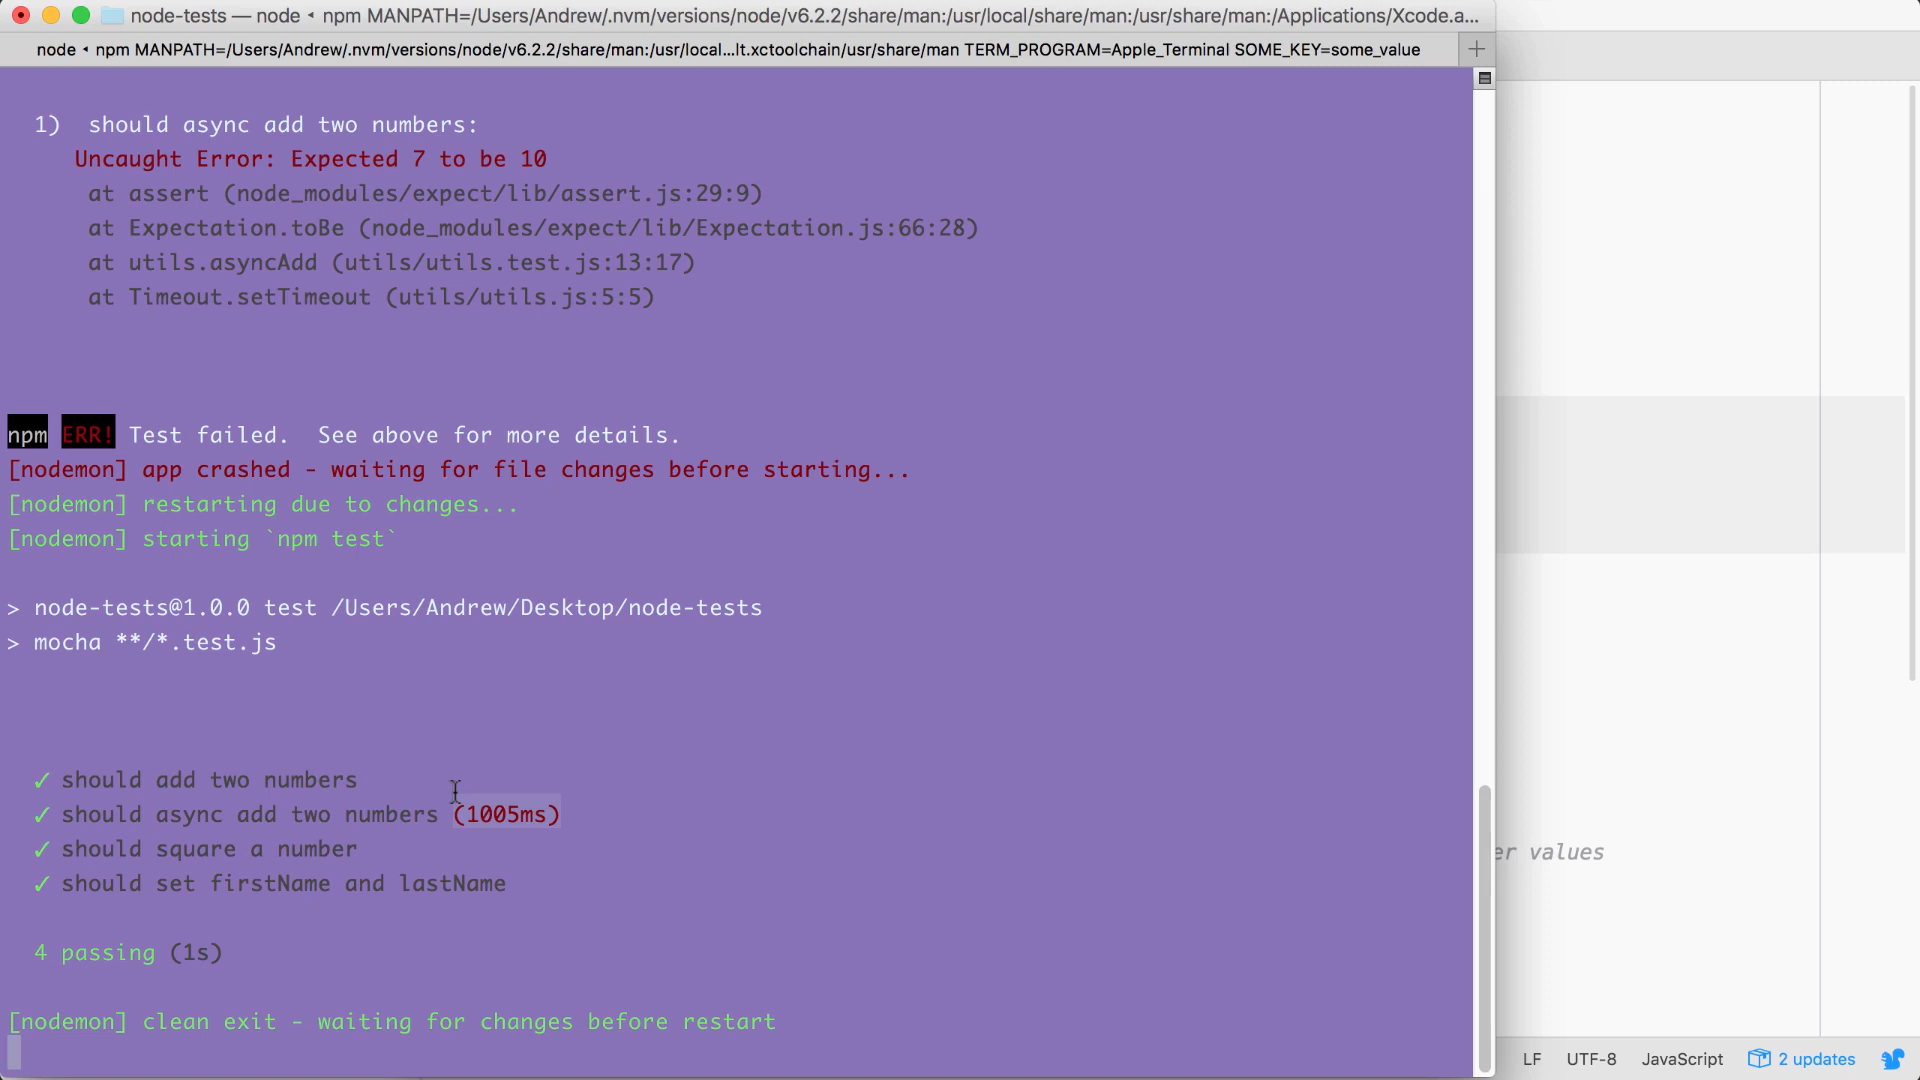 node-tests — node ◂ npm MANPATH=/Users/Andrew/.nvm/versions/node/v6.2.2/share/man:/usr/local/share/man:/usr/share/man:/Applications/Xcode.a...
node ◂ npm MANPATH=/Users/Andrew/.nvm/versions/node/v6.2.2/share/man:/usr/local...lt.xctoolchain/usr/share/man TERM_PROGRAM=Apple_Terminal SOME_KEY=some_value
1)  should async add two numbers:
Uncaught Error: Expected 7 to be 10
at assert (node_modules/expect/lib/assert.js:29:9)
at Expectation.toBe (node_modules/expect/lib/Expectation.js:66:28)
at utils.asyncAdd (utils/utils.test.js:13:17)
at Timeout.setTimeout (utils/utils.js:5:5)
npm ERR! Test failed.  See above for more details.
[nodemon] app crashed - waiting for file changes before starting...
[nodemon] restarting due to changes...
[nodemon] starting `npm test`
> node-tests@1.0.0 test /Users/Andrew/Desktop/node-tests
> mocha **/*.test.js
✓ should add two numbers
✓ should async add two numbers (1005ms)
✓ should square a number
✓ should set firstName and lastName
er values
4 passing (1s)
[nodemon] clean exit - waiting for changes before restart
LF UTF-8 JavaScript 2 updates